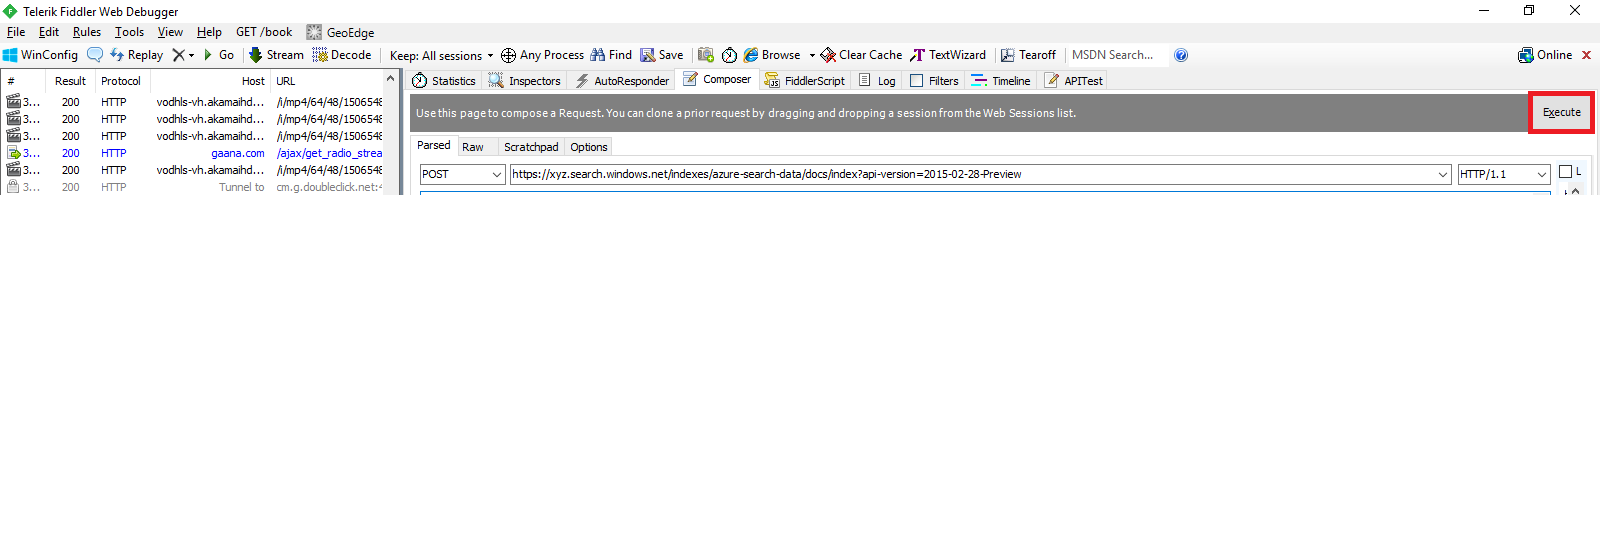 Telerik Fiddler Web Debugger
File Edit Rules Tools View Help GET /book GeoEdge
WinConfig Replay Go Stream Decode Keep: All sessions Any Process Find Save Browse Clear Cache TextWizard Tearoff MSDN Search... Online
# Result Protocol Host URL
3... 200 HTTP vodhls-vh.akamaihd... /i/mp4/64/48/1506548
3... 200 HTTP vodhls-vh.akamaihd... /i/mp4/64/48/1506548
3... 200 HTTP vodhls-vh.akamaihd... /i/mp4/64/48/1506548
3... 200 HTTP gaana.com /ajax/get_radio_strea
3... 200 HTTP vodhls-vh.akamaihd... /i/mp4/64/48/1506548
3... 200 HTTP Tunnel to cm.g.doubleclick.net:4
Statistics Inspectors AutoResponder Composer FiddlerScript Log Filters Timeline APITest
Use this page to compose a Request. You can clone a prior request by dragging and dropping a session from the Web Sessions list.
Execute
Parsed Raw Scratchpad Options
POST https://xyz.search.windows.net/indexes/azure-search-data/docs/index?api-version=2015-02-28-Preview HTTP/1.1 L